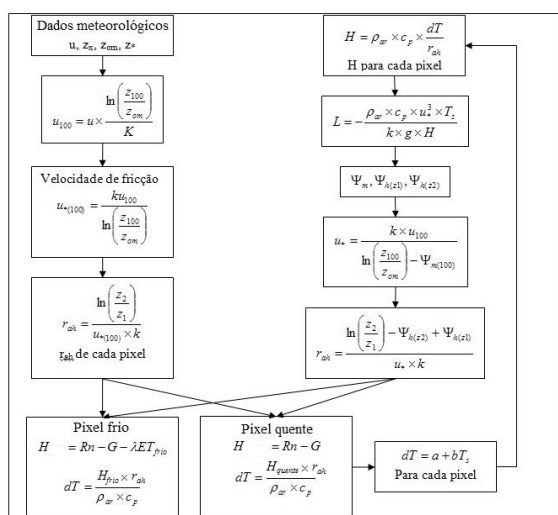 Dados meteorológicos
u, z_x, z_om, z*
u_100 = u × ln(z_100 / z_om) / K
Velocidade de fricção
u_*(100) = ku_100 / ln(z_100 / z_om)
r_ah = ln(z_2 / z_1) / (u_*(100) × k)
r_ah de cada pixel
Pixel frio
H = Rn − G − λET_frio
dT = H_frio × r_ah / (ρ_ar × c_p)
Pixel quente
H = Rn − G
dT = H_quente × r_ah / (ρ_ar × c_p)
dT = a + bT_s
Para cada pixel
H = ρ_ar × c_p × dT / r_ah
H para cada pixel
L = − ρ_ar × c_p × u_*^3 × T_s / (k × g × H)
Ψ_m, Ψ_h(z1), Ψ_h(z2)
u_* = k × u_100 / (ln(z_100 / z_om) − Ψ_m(100))
r_ah = (ln(z_2 / z_1) − Ψ_h(z2) + Ψ_h(z1)) / (u_* × k)